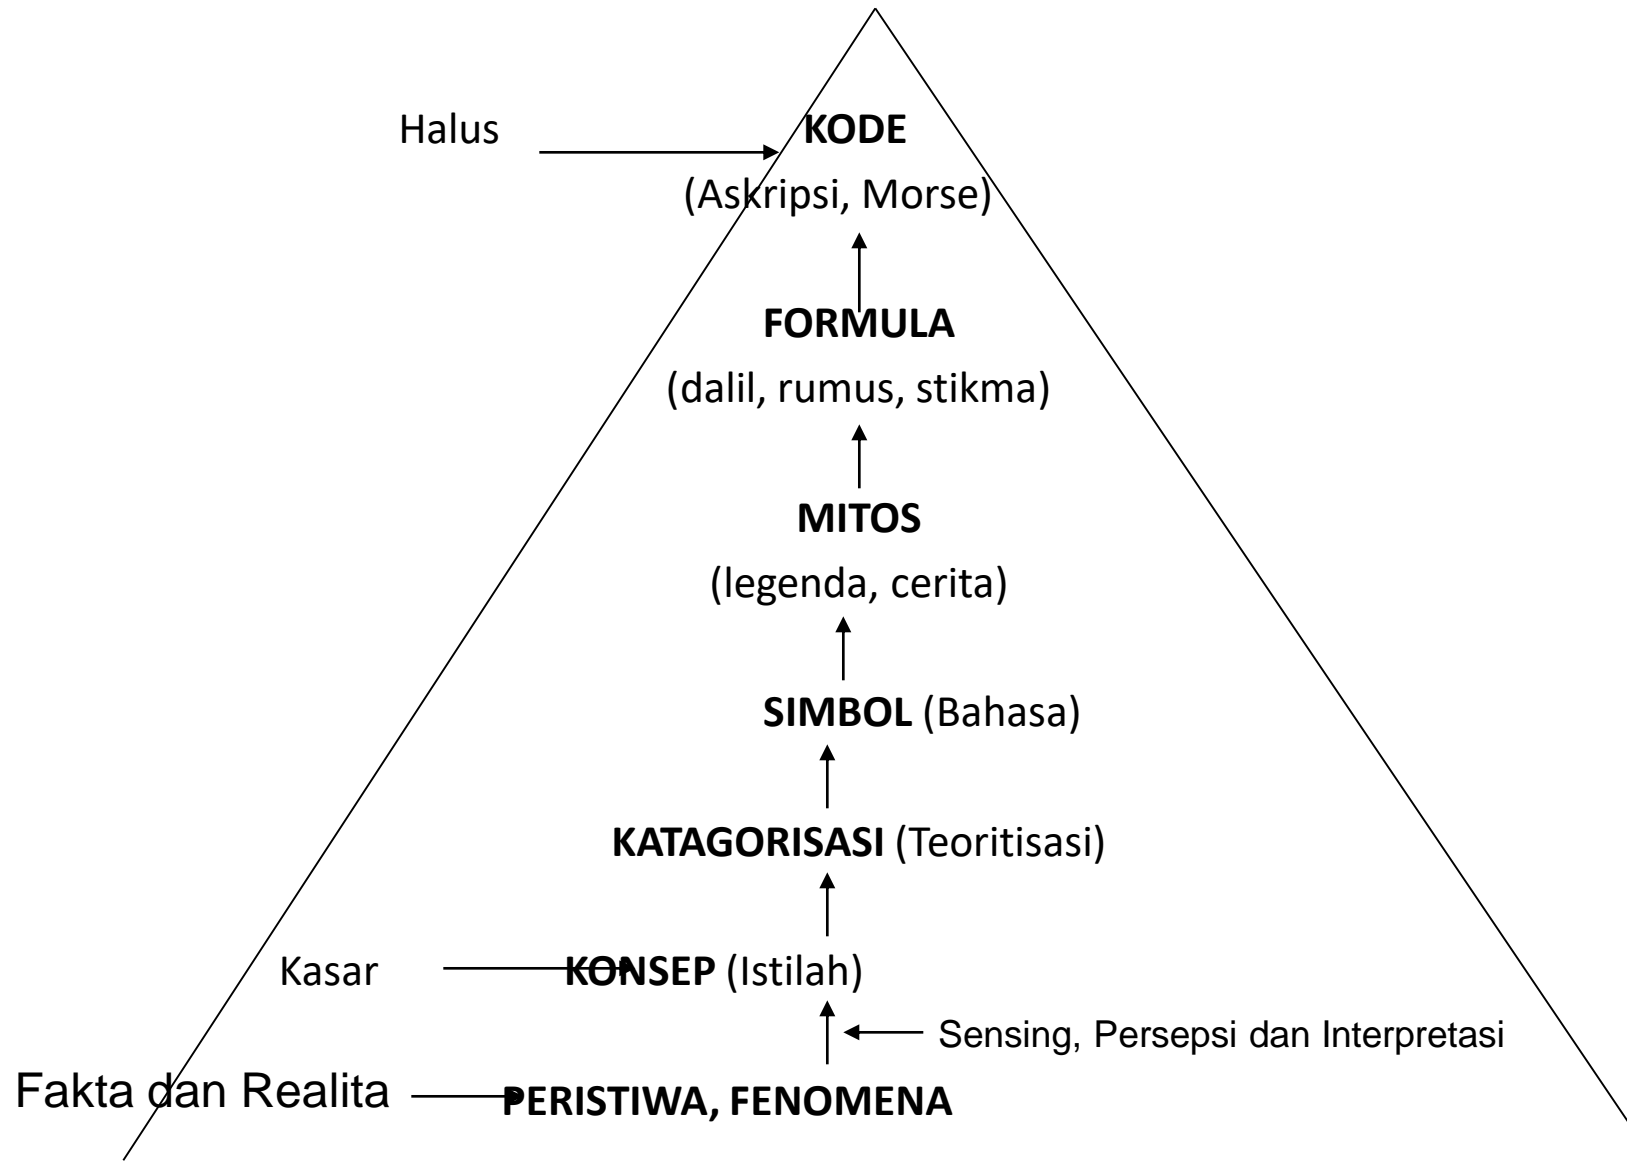 Halus
KODE
(Askripsi, Morse)
FORMULA
(dalil, rumus, stikma)
MITOS
(legenda, cerita)
SIMBOL (Bahasa)
KATAGORISASI (Teoritisasi)
Kasar
KONSEP (Istilah)
Sensing, Persepsi dan Interpretasi
Fakta dan Realita
PERISTIWA, FENOMENA